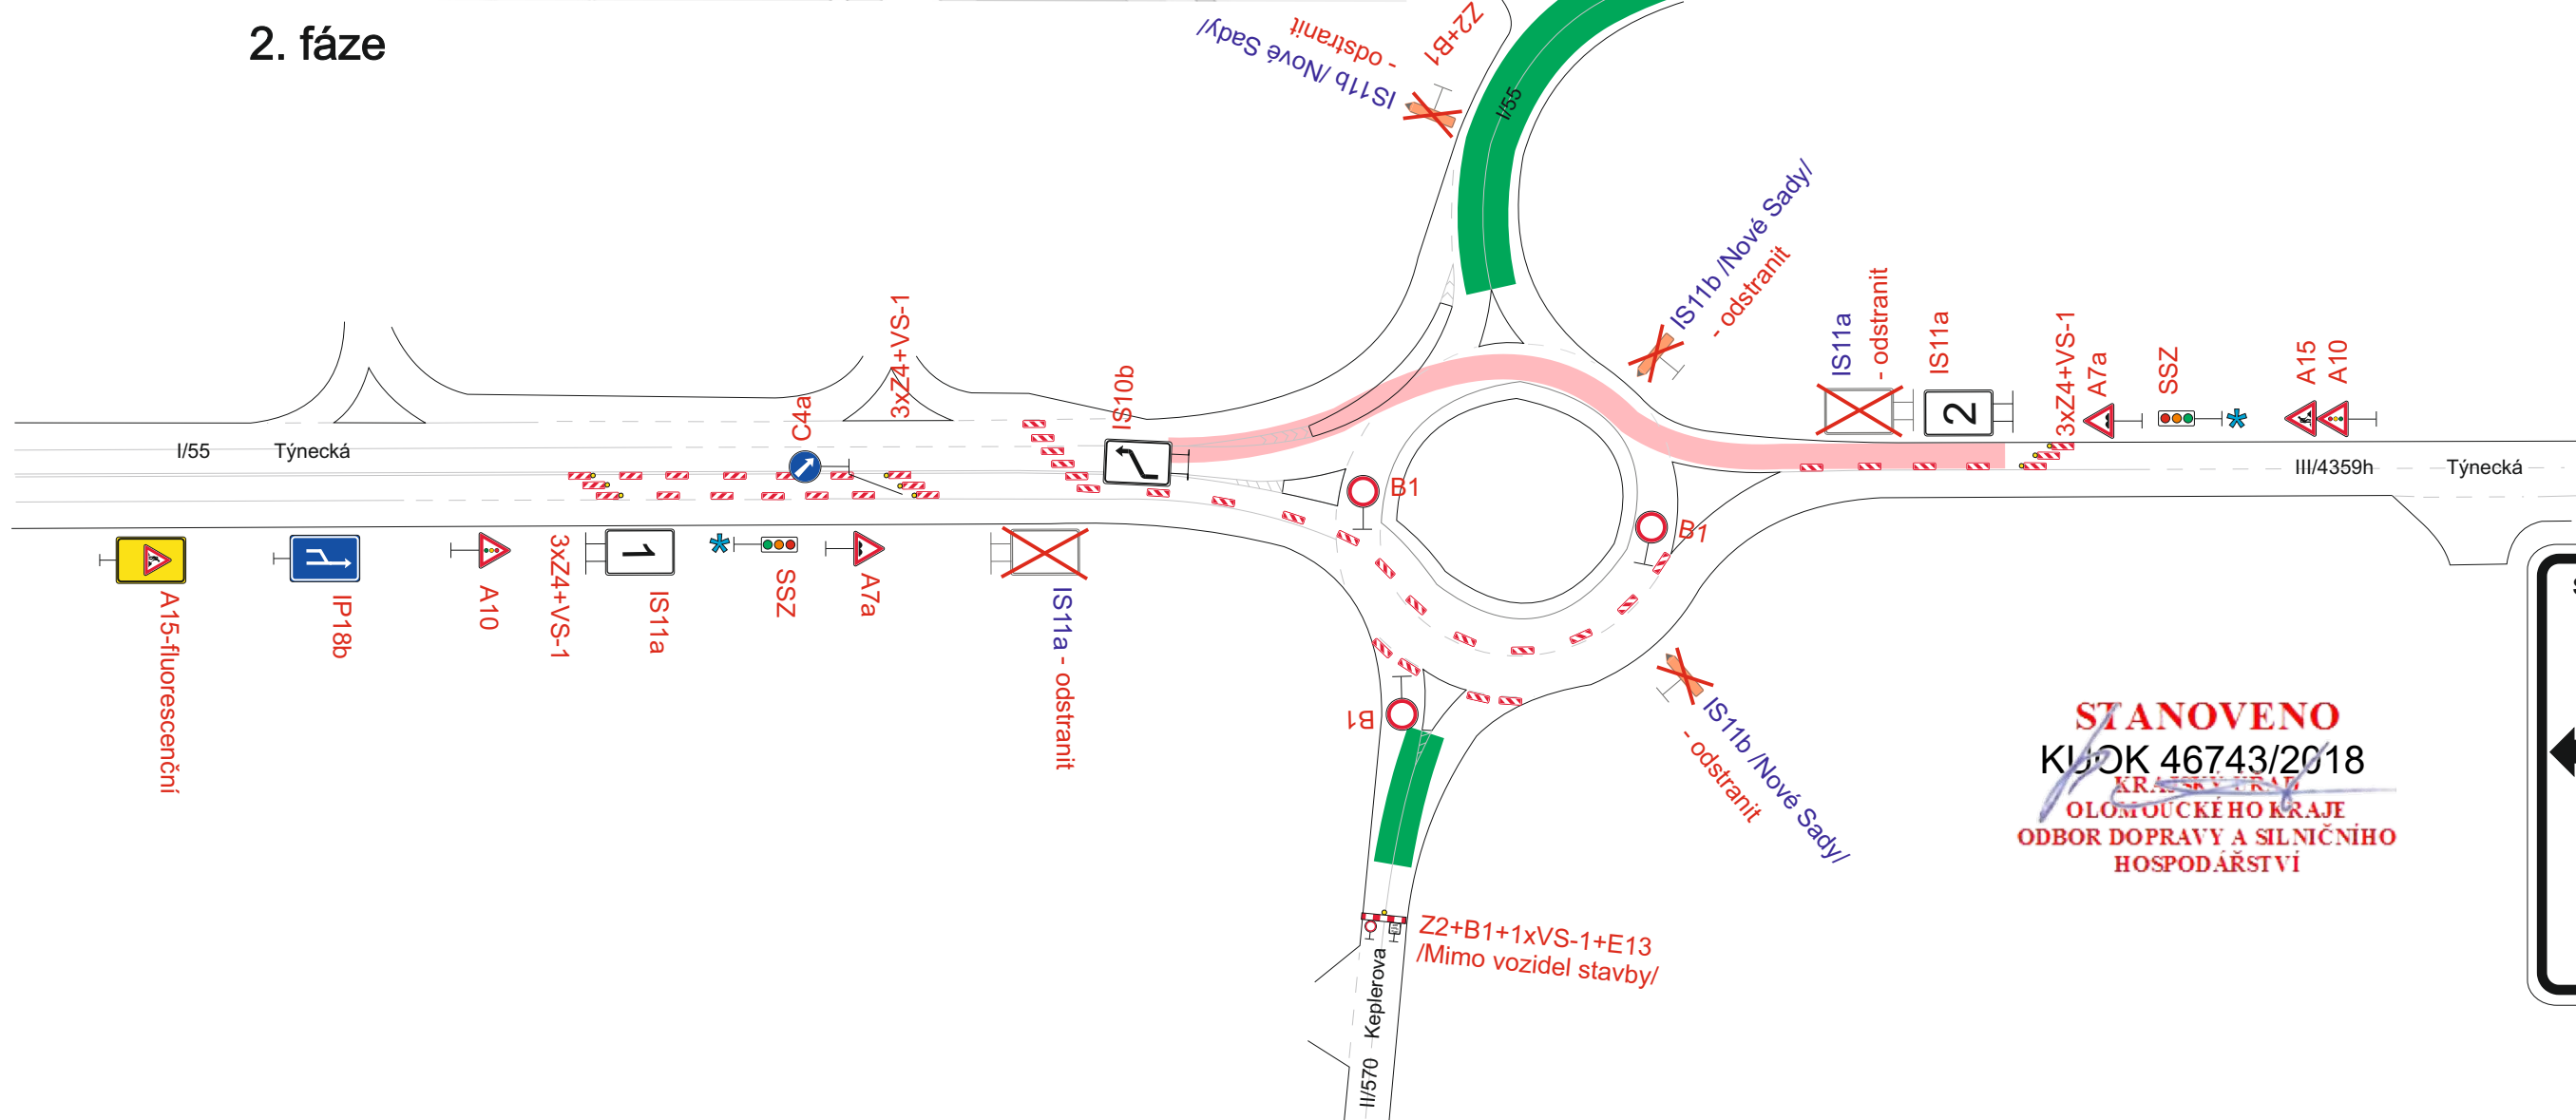 2. fáze
Z2+B1
- odstranit
IS11b /Nové Sady/
I/55
IS11b /Nové Sady/
- odstranit
IS11a
- odstranit
IS11a
2
3xZ4+VS-1
A7a
SSZ
A15
A10
3xZ4+VS-1
C4a
IS10b
I/55
Týnecká
III/4359h
Týnecká
B1
B1
1
A15-fluorescenční
IP18b
A10
3xZ4+VS-1
IS11a
SSZ
A7a
IS11a - odstranit
B1
IS11b /Nové Sady/
- odstranit
STANOVENO
KUOK 46743/2018
KRAJSKÝ ÚŘAD
OLOMOUCKÉHO KRAJE
ODBOR DOPRAVY A SILNIČNÍHO
HOSPODÁŘSTVÍ
Z2+B1+1xVS-1+E13
/Mimo vozidel stavby/
II/570 Keplerova